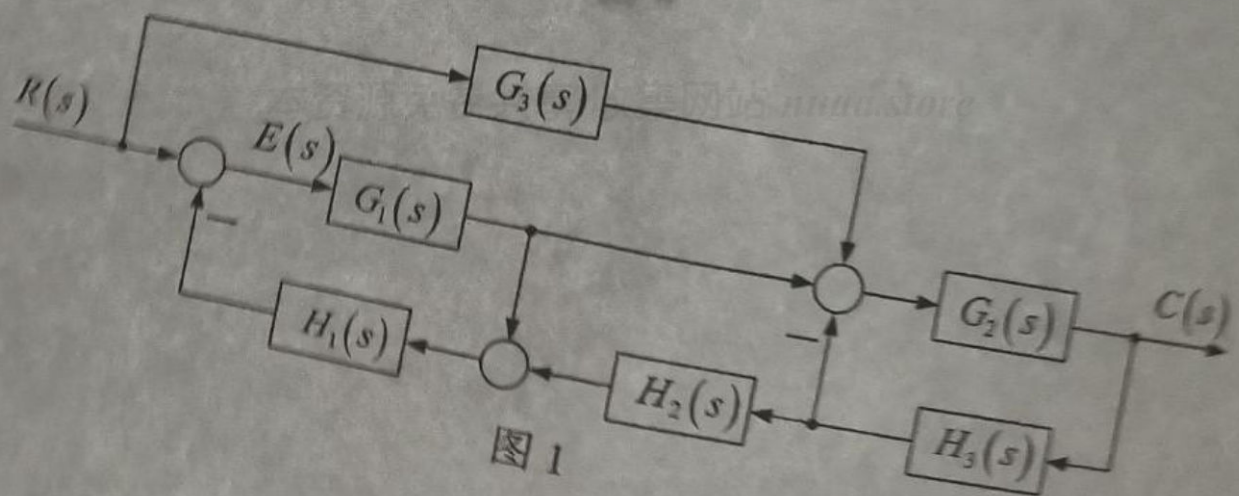 R(s)
G₃(s)
E(s)
G₁(s)
C(s)
G₂(s)
H₁(s)
H₂(s)
H₃(s)
图 1